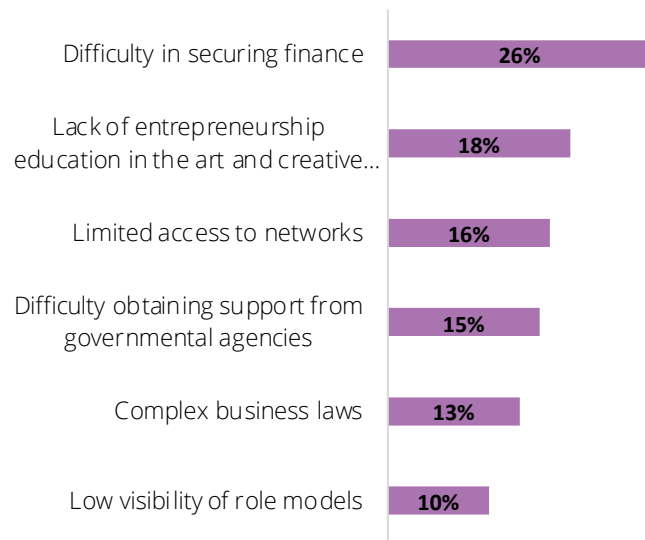 Difficulty in securing finance
26%
Lack of entrepreneurship
education in the art and creative...
18%
Limited access to networks
16%
Difficulty obtaining support from
governmental agencies
15%
Complex business laws
13%
Low visibility of role models
10%